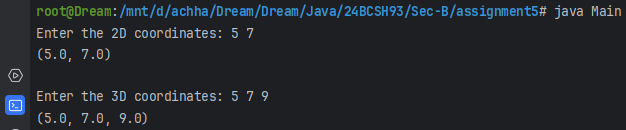 root@Dream:/mnt/d/achha/Dream/Dream/Java/24BCSH93/Sec-B/assignment5# java Main
Enter the 2D coordinates: 5 7
(5.0, 7.0)
Enter the 3D coordinates: 5 7 9
(5.0, 7.0, 9.0)